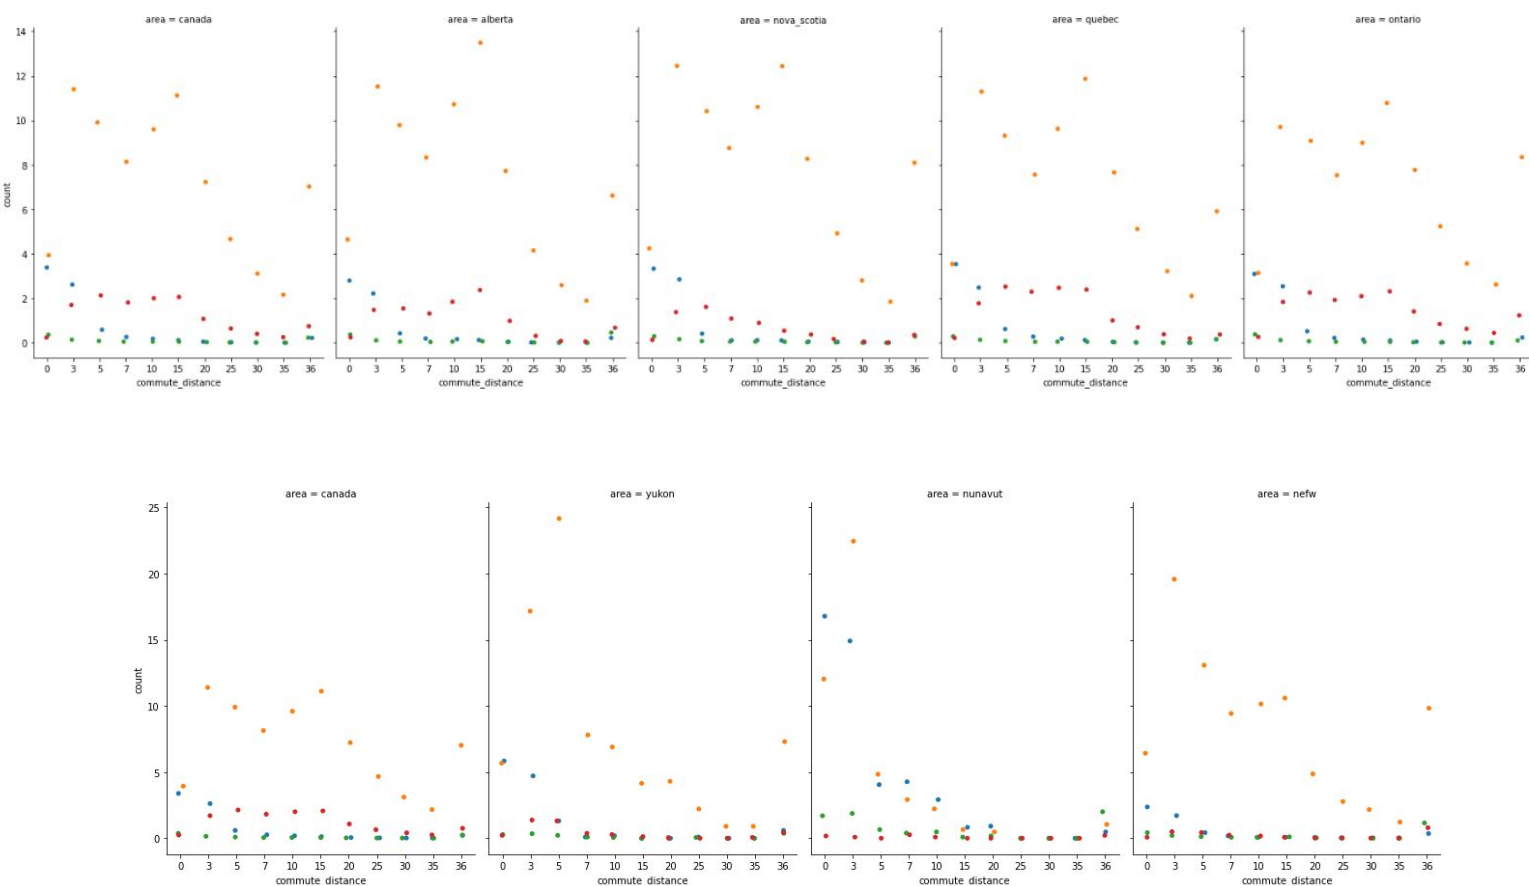 area = canada area = alberta area = nova_scotia area = quebec area = ontario
14
12
10
8
6
4
2
0
count
0 3 5 7 10 15 20 25 30 35 36 0 3 5 7 10 15 20 25 30 35 36 0 3 5 7 10 15 20 25 30 35 36 0 3 5 7 10 15 20 25 30 35 36 0 3 5 7 10 15 20 25 30 35 36
commute_distance commute_distance commute_distance commute_distance commute_distance
area = canada area = yukon area = nunavut area = nefw
25
20
15
10
5
0
count
0 3 5 7 10 15 20 25 30 35 36 0 3 5 7 10 15 20 25 30 35 36 0 3 5 7 10 15 20 25 30 35 36 0 3 5 7 10 15 20 25 30 35 36
commute_distance commute_distance commute_distance commute_distance